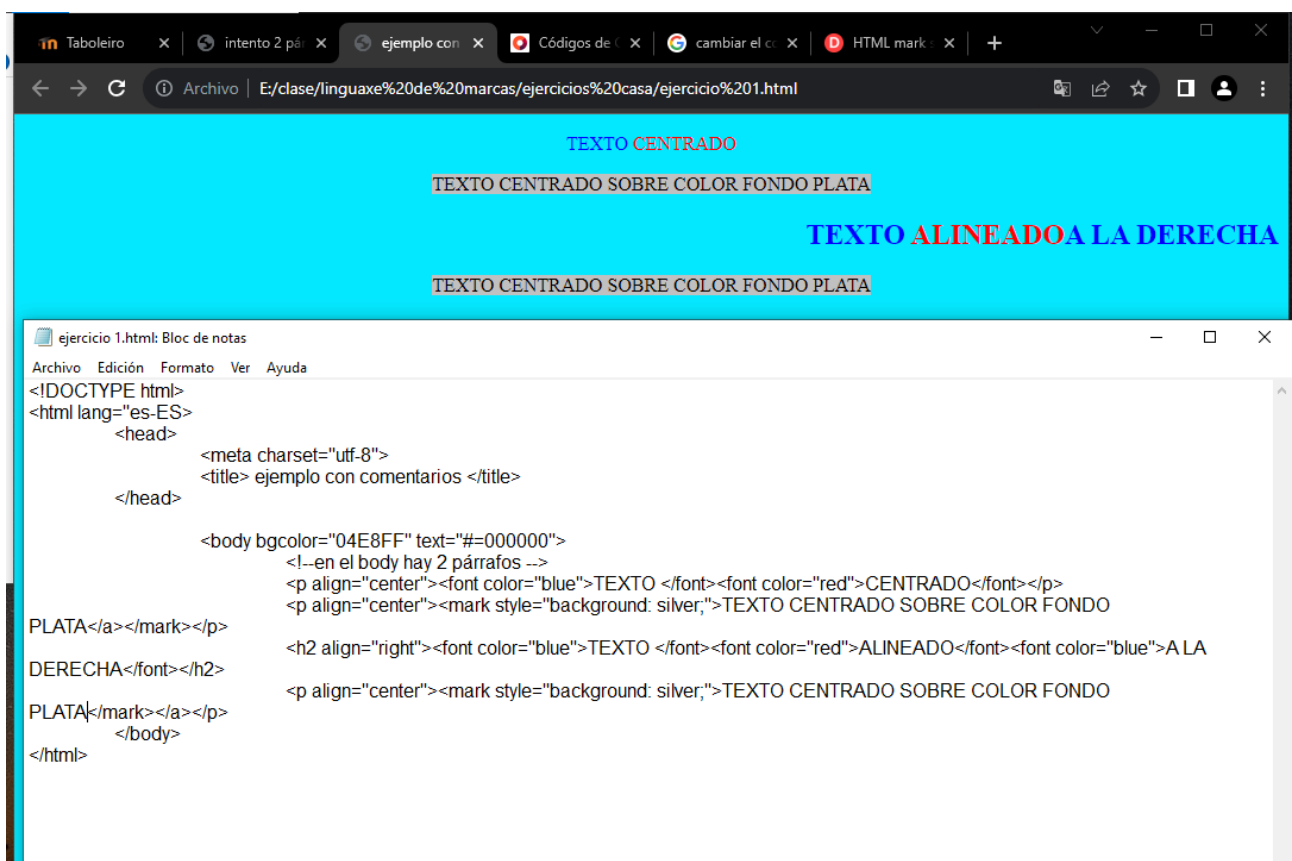 Taboleiro
intento 2 pár
ejemplo con
Códigos de C
cambiar el co
HTML mark
Archivo | E:/clase/linguaxe%20de%20marcas/ejercicios%20casa/ejercicio%201.html
TEXTO CENTRADO
TEXTO CENTRADO SOBRE COLOR FONDO PLATA
TEXTO ALINEADOA LA DERECHA
TEXTO CENTRADO SOBRE COLOR FONDO PLATA
ejercicio 1.html: Bloc de notas
Archivo Edición Formato Ver Ayuda
<!DOCTYPE html>
<html lang="es-ES>
<head>
<meta charset="utf-8">
<title> ejemplo con comentarios </title>
</head>
<body bgcolor="04E8FF" text="#=000000">
<!--en el body hay 2 párrafos -->
<p align="center"><font color="blue">TEXTO </font><font color="red">CENTRADO</font></p>
<p align="center"><mark style="background: silver;">TEXTO CENTRADO SOBRE COLOR FONDO
PLATA</a></mark></p>
<h2 align="right"><font color="blue">TEXTO </font><font color="red">ALINEADO</font><font color="blue">A LA
DERECHA</font></h2>
<p align="center"><mark style="background: silver;">TEXTO CENTRADO SOBRE COLOR FONDO
PLATA</mark></a></p>
</body>
</html>